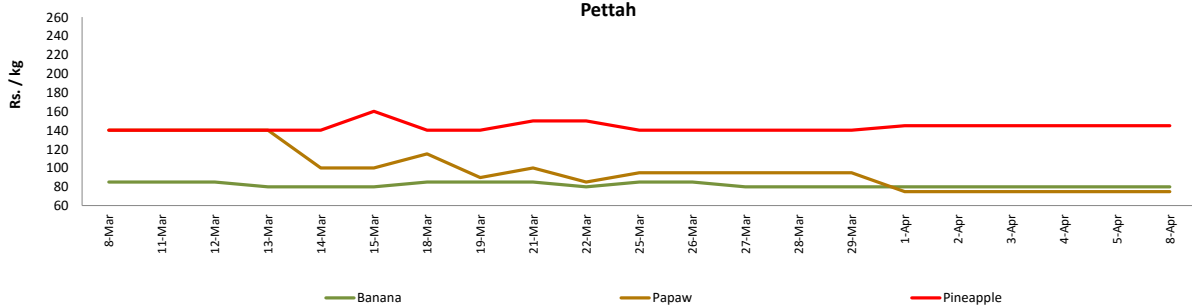 Pettah
Rs. / kg
260
240
220
200
180
160
140
120
100
80
60
8-Mar
11-Mar
12-Mar
13-Mar
14-Mar
15-Mar
18-Mar
19-Mar
21-Mar
22-Mar
25-Mar
26-Mar
27-Mar
28-Mar
29-Mar
1-Apr
2-Apr
3-Apr
4-Apr
5-Apr
8-Apr
Banana
Papaw
Pineapple